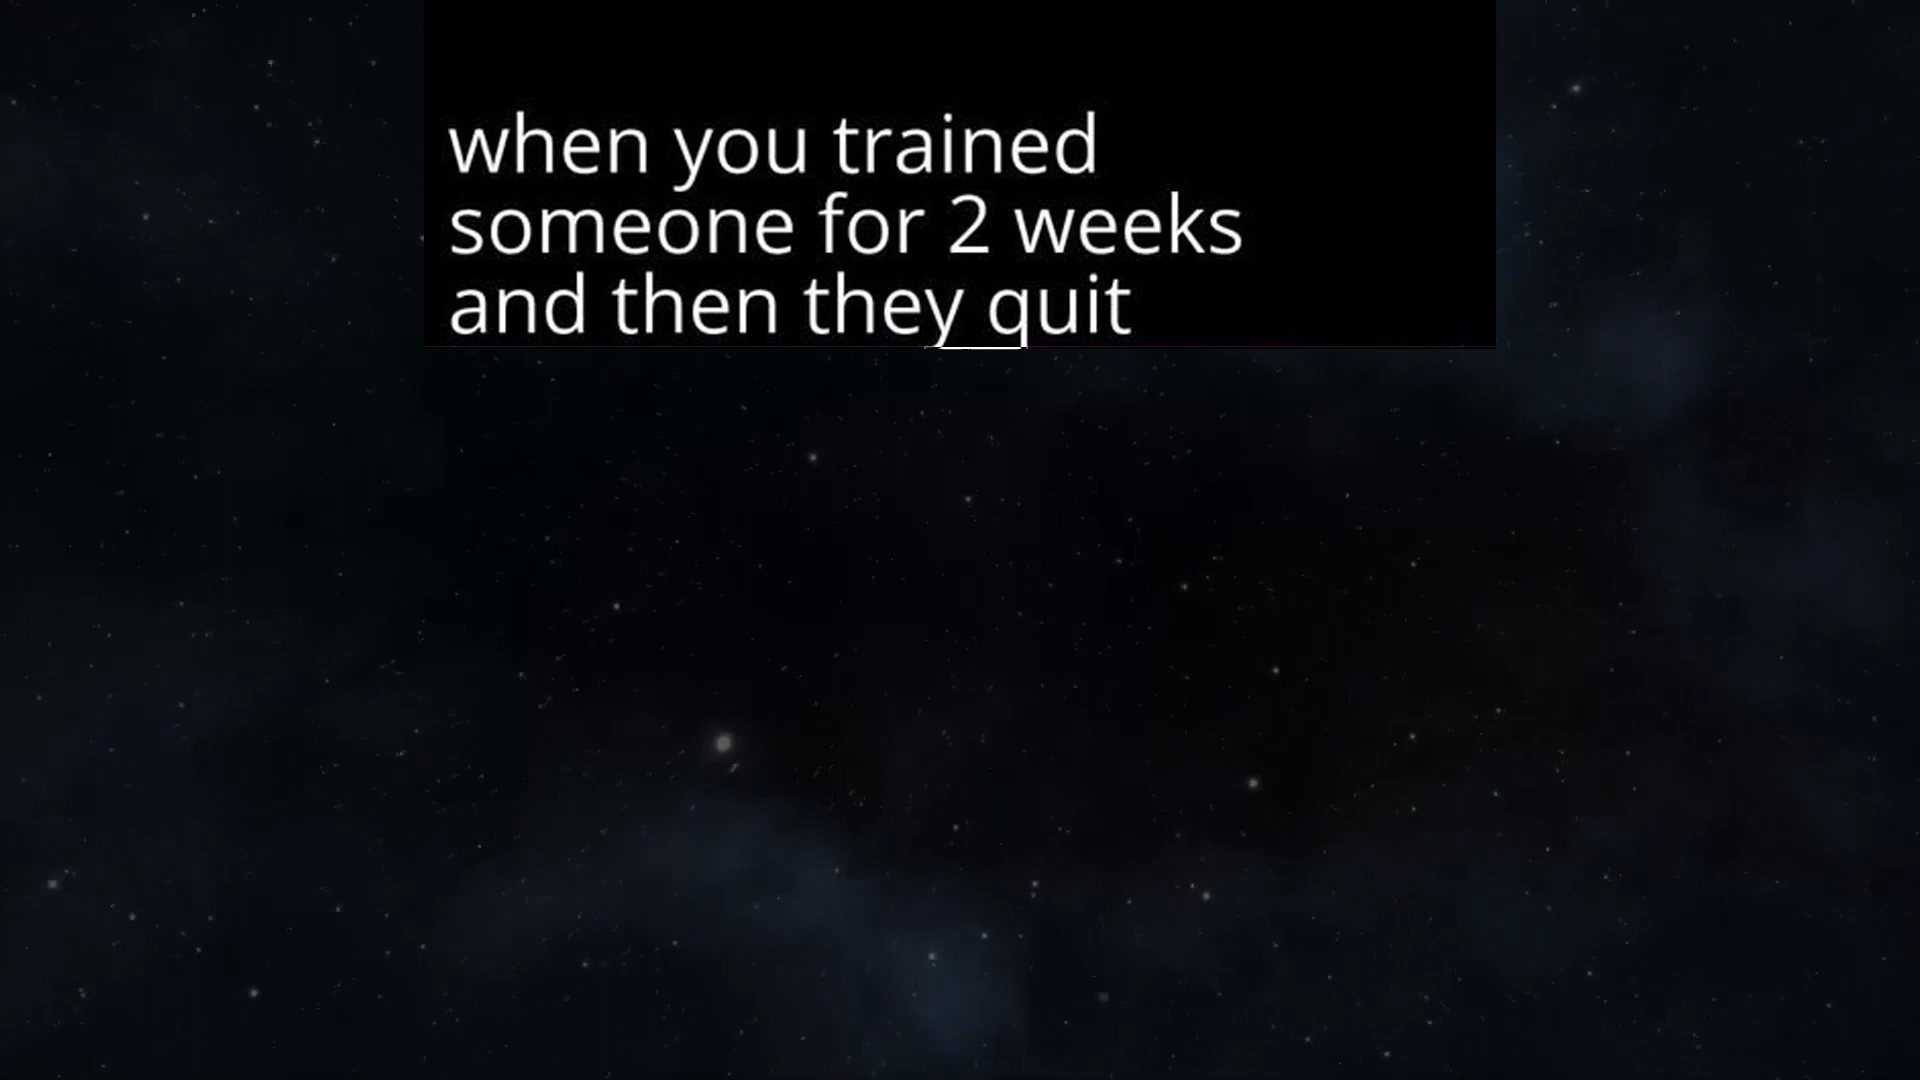 when you trained
someone for 2 weeks
and then they quit